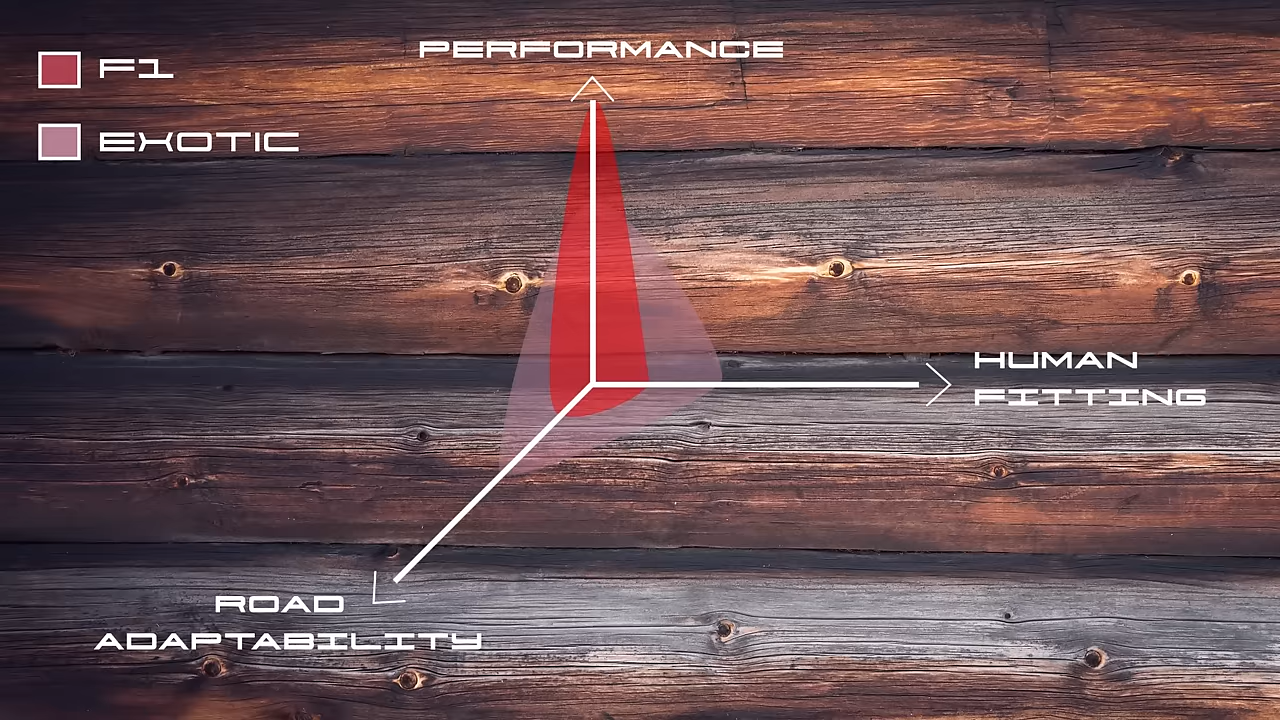 PERFORMANCE
F1
EXOTIC
HUMAN
FITTING
ROAD
ADAPTABILITY